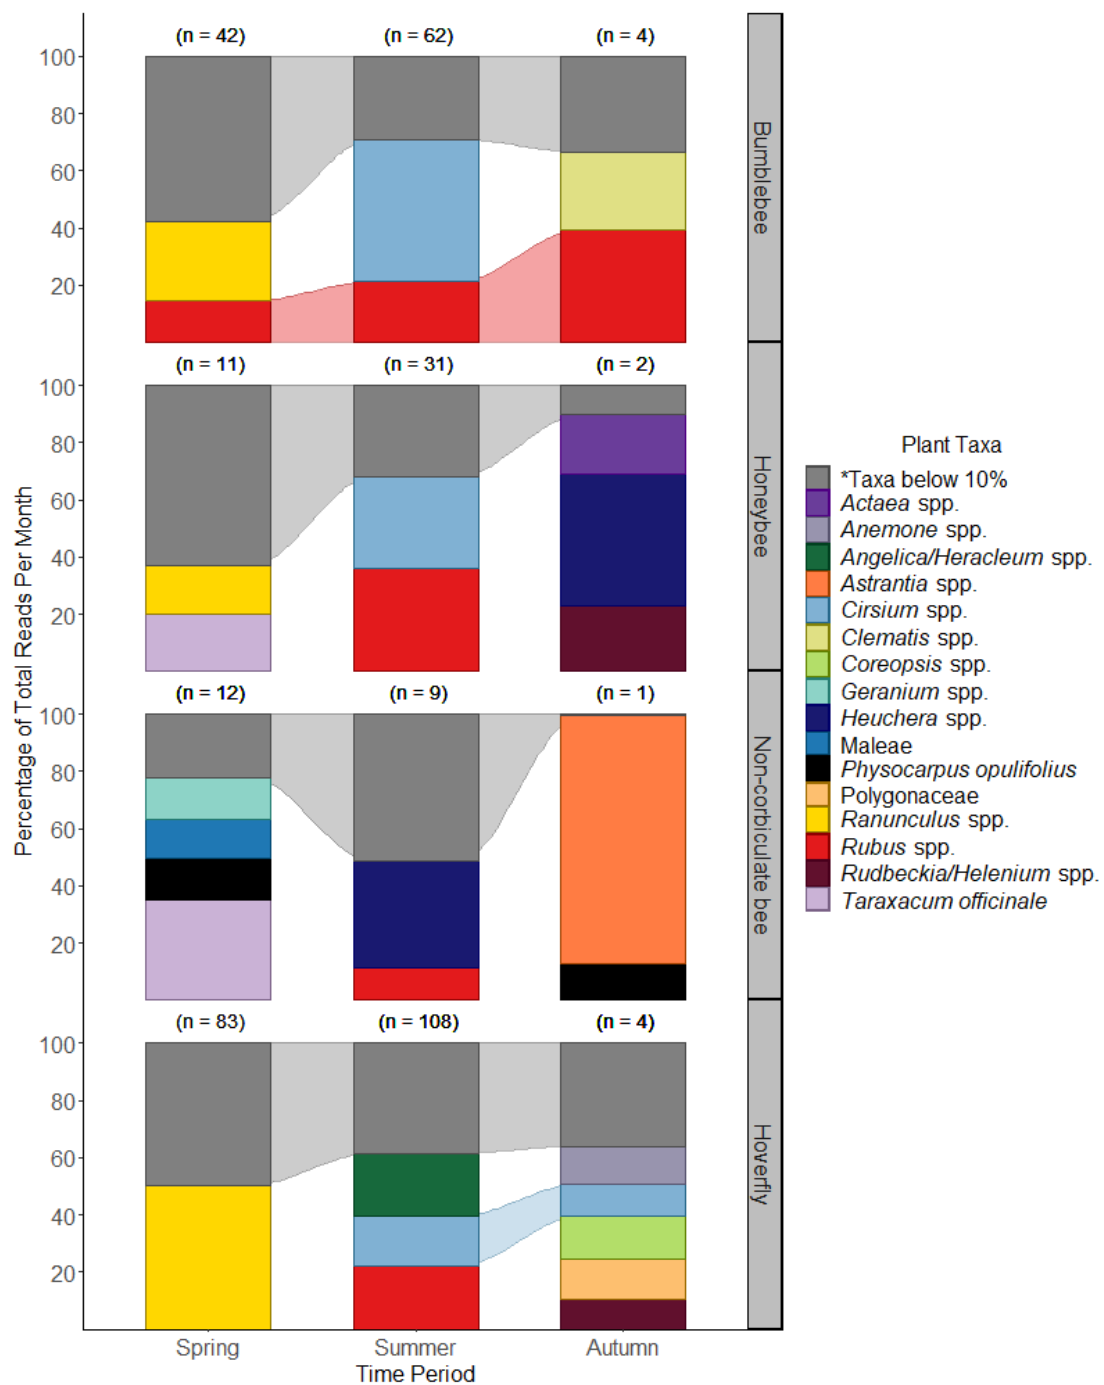 (n = 42) (n = 62) (n = 4)
100
80
60
40
20
Bumblebee
(n = 11) (n = 31) (n = 2)
100
80
60
40
20
Honeybee
(n = 12) (n = 9) (n = 1)
100
80
60
40
20
Non-corbiculate bee
(n = 83) (n = 108) (n = 4)
100
80
60
40
20
Hoverfly
Percentage of Total Reads Per Month
Spring Summer Autumn
Time Period
Plant Taxa
*Taxa below 10%
Actaea spp.
Anemone spp.
Angelica/Heracleum spp.
Astrantia spp.
Cirsium spp.
Clematis spp.
Coreopsis spp.
Geranium spp.
Heuchera spp.
Maleae
Physocarpus opulifolius
Polygonaceae
Ranunculus spp.
Rubus spp.
Rudbeckia/Helenium spp.
Taraxacum officinale